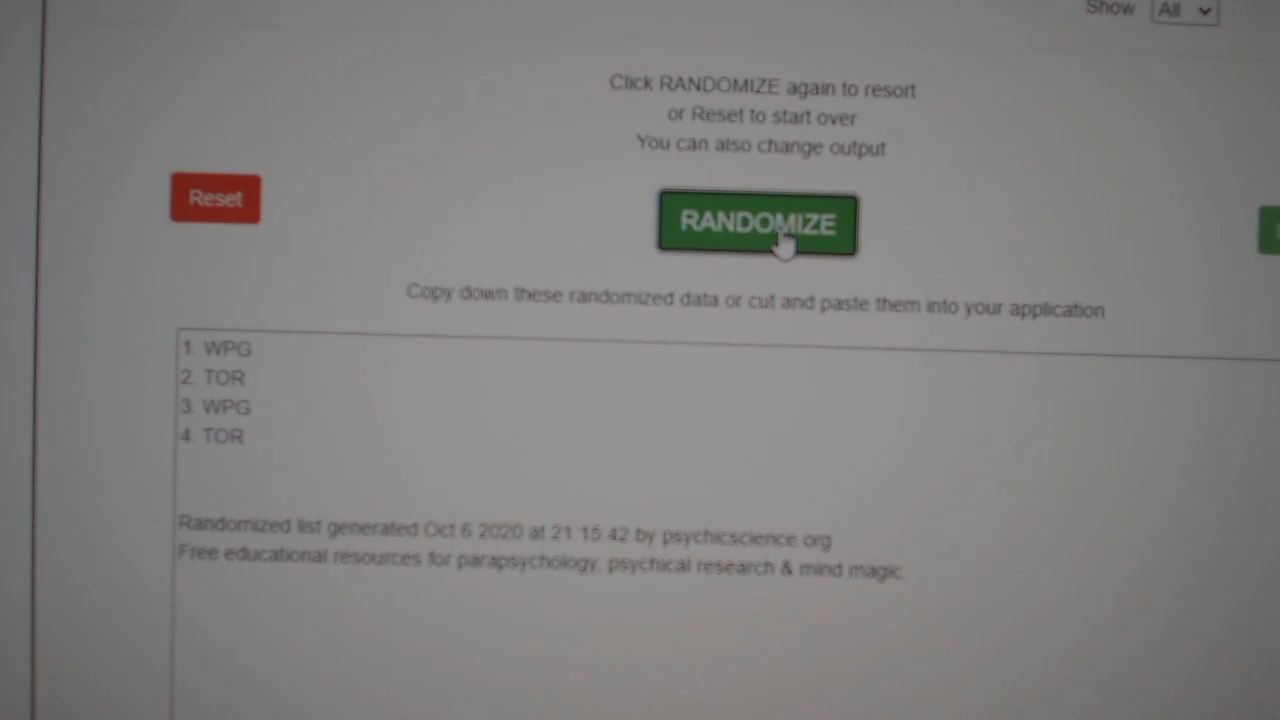 Show All
Click RANDOMIZE again to resort
or Reset to start over
You can also change output
Reset
RANDOMIZE
Copy down these randomized data or cut and paste them into your application
1. WPG
2. TOR
3. WPG
4. TOR
Randomized list generated Oct 6 2020 at 21:15:42 by psychicscience.org
Free educational resources for parapsychology, psychical research & mind magic.